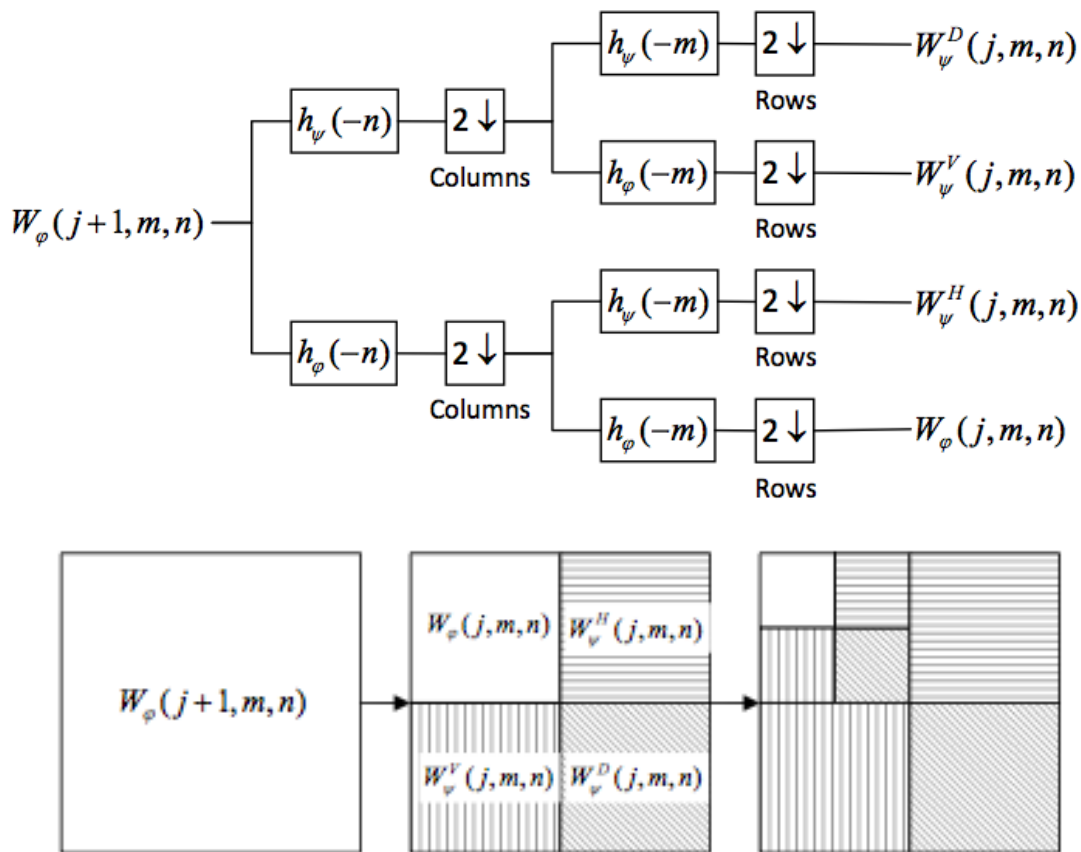 h_ψ(−m) 2 ↓ W_ψ^D(j,m,n)
Rows
h_ψ(−n) 2 ↓
Columns
h_φ(−m) 2 ↓ W_ψ^V(j,m,n)
Rows
W_φ(j+1,m,n)
h_ψ(−m) 2 ↓ W_ψ^H(j,m,n)
Rows
h_φ(−n) 2 ↓
Columns
h_φ(−m) 2 ↓ W_φ(j,m,n)
Rows
W_φ(j+1,m,n)
W_φ(j,m,n) W_ψ^H(j,m,n)
W_ψ^V(j,m,n) W_ψ^D(j,m,n)